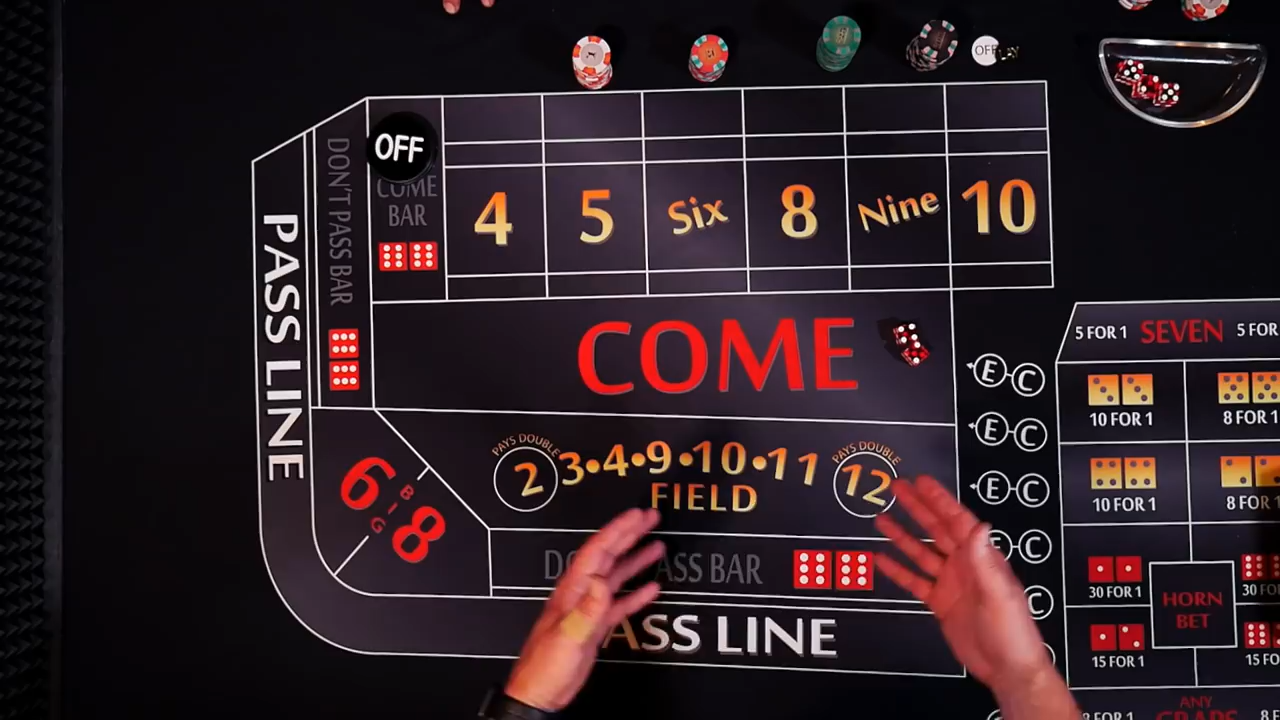 OFF
OFF
DON'T PASS BAR
COME
BAR
4
5
Six
8
Nine
10
PASS LINE
COME
5 FOR 1 SEVEN 5 FOR
E C
E C
E C
E C
C
10 FOR 1
8 FOR 1
10 FOR 1
8 FOR 1
30 FOR 1
30 FO
HORN
BET
15 FOR 1
15 FO
ANY
PAYS DOUBLE
2 3•4•9•10•11 12
PAYS DOUBLE
FIELD
6
BIG
8
ASS BAR
ASS LINE